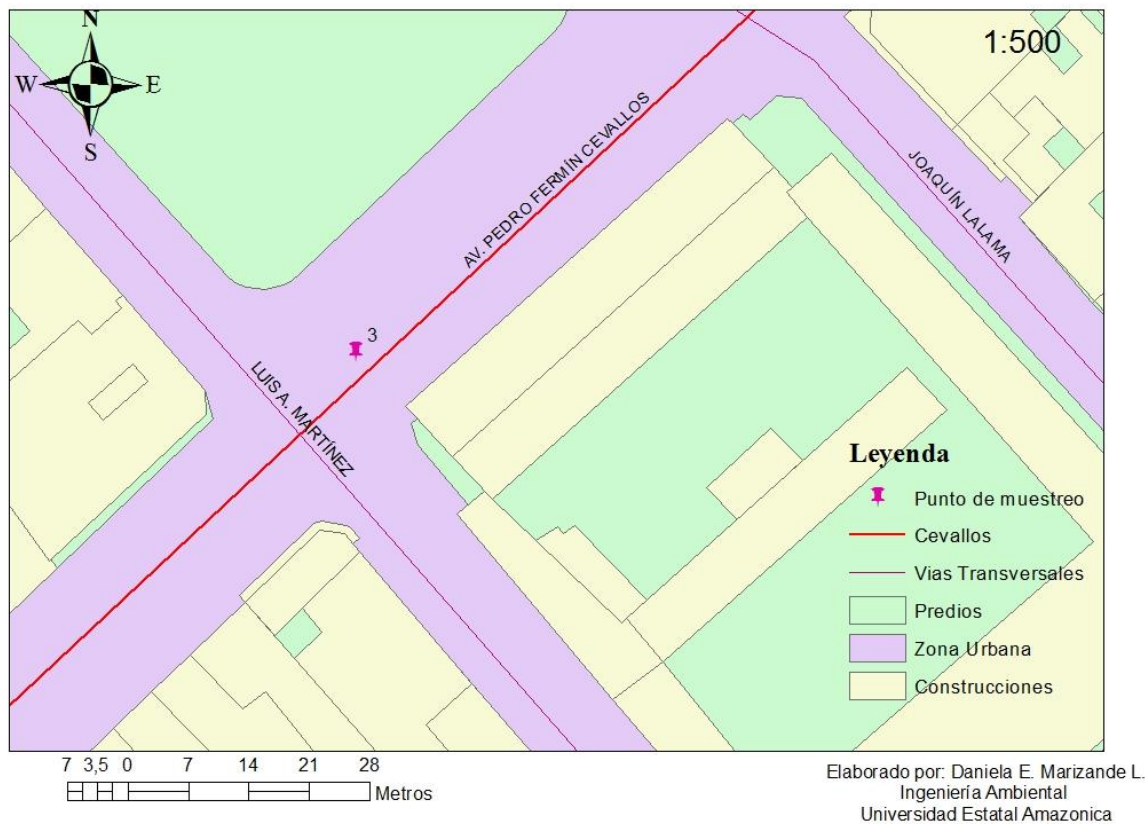 N
W E
S
1:500
AV. PEDRO FERMÍN CEVALLOS
JOAQUÍN LALAMA
3
LUIS A. MARTÍNEZ
Leyenda
Punto de muestreo
Cevallos
Vias Transversales
Predios
Zona Urbana
Construcciones
7 3,5 0 7 14 21 28
Metros
Elaborado por: Daniela E. Marizande L.
Ingeniería Ambiental
Universidad Estatal Amazonica